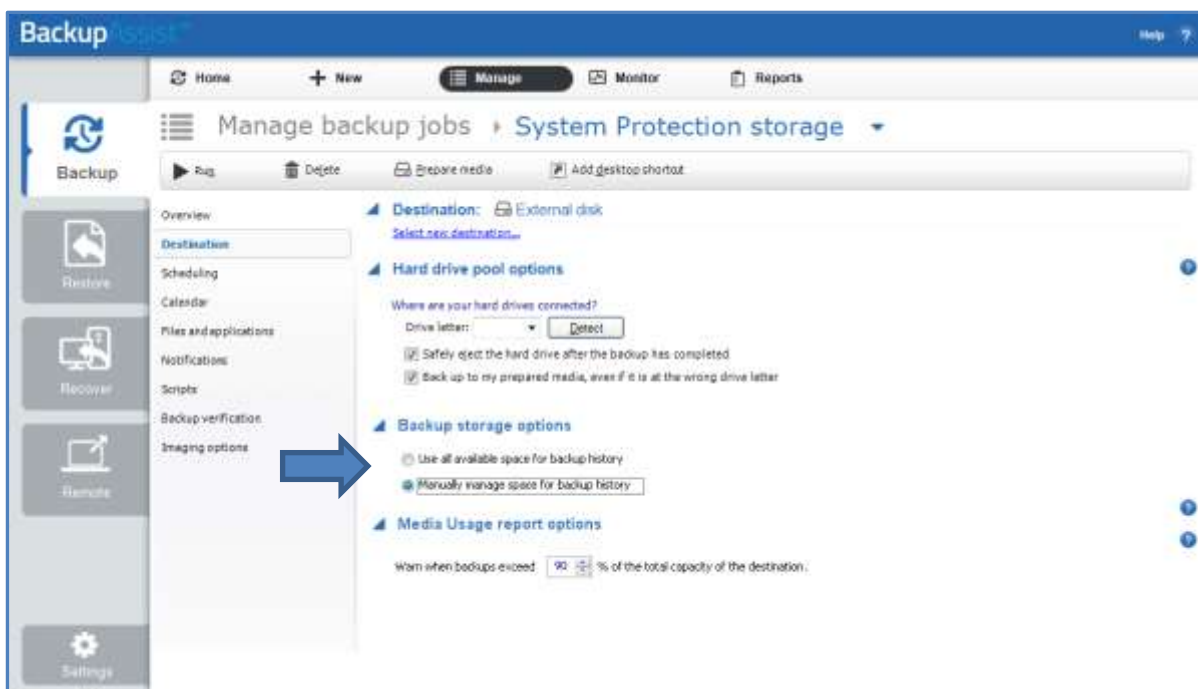 BackupAssist™
Help ?
Home New Manage Monitor Reports
Backup
Manage backup jobs System Protection storage
Run Delete Prepare media Add desktop shortcut
Restore
Recover
Remote
Settings
Overview
Destination
Scheduling
Calendar
Files and applications
Notifications
Scripts
Backup verification
Imaging options
Destination: External disk
Select new destination...
Hard drive pool options
Where are your hard drives connected?
Drive letter: Detect
Safely eject the hard drive after the backup has completed
Back up to my prepared media, even if it is at the wrong drive letter
Backup storage options
Use all available space for backup history
Manually manage space for backup history
Media Usage report options
Warn when backups exceed 90 % of the total capacity of the destination.